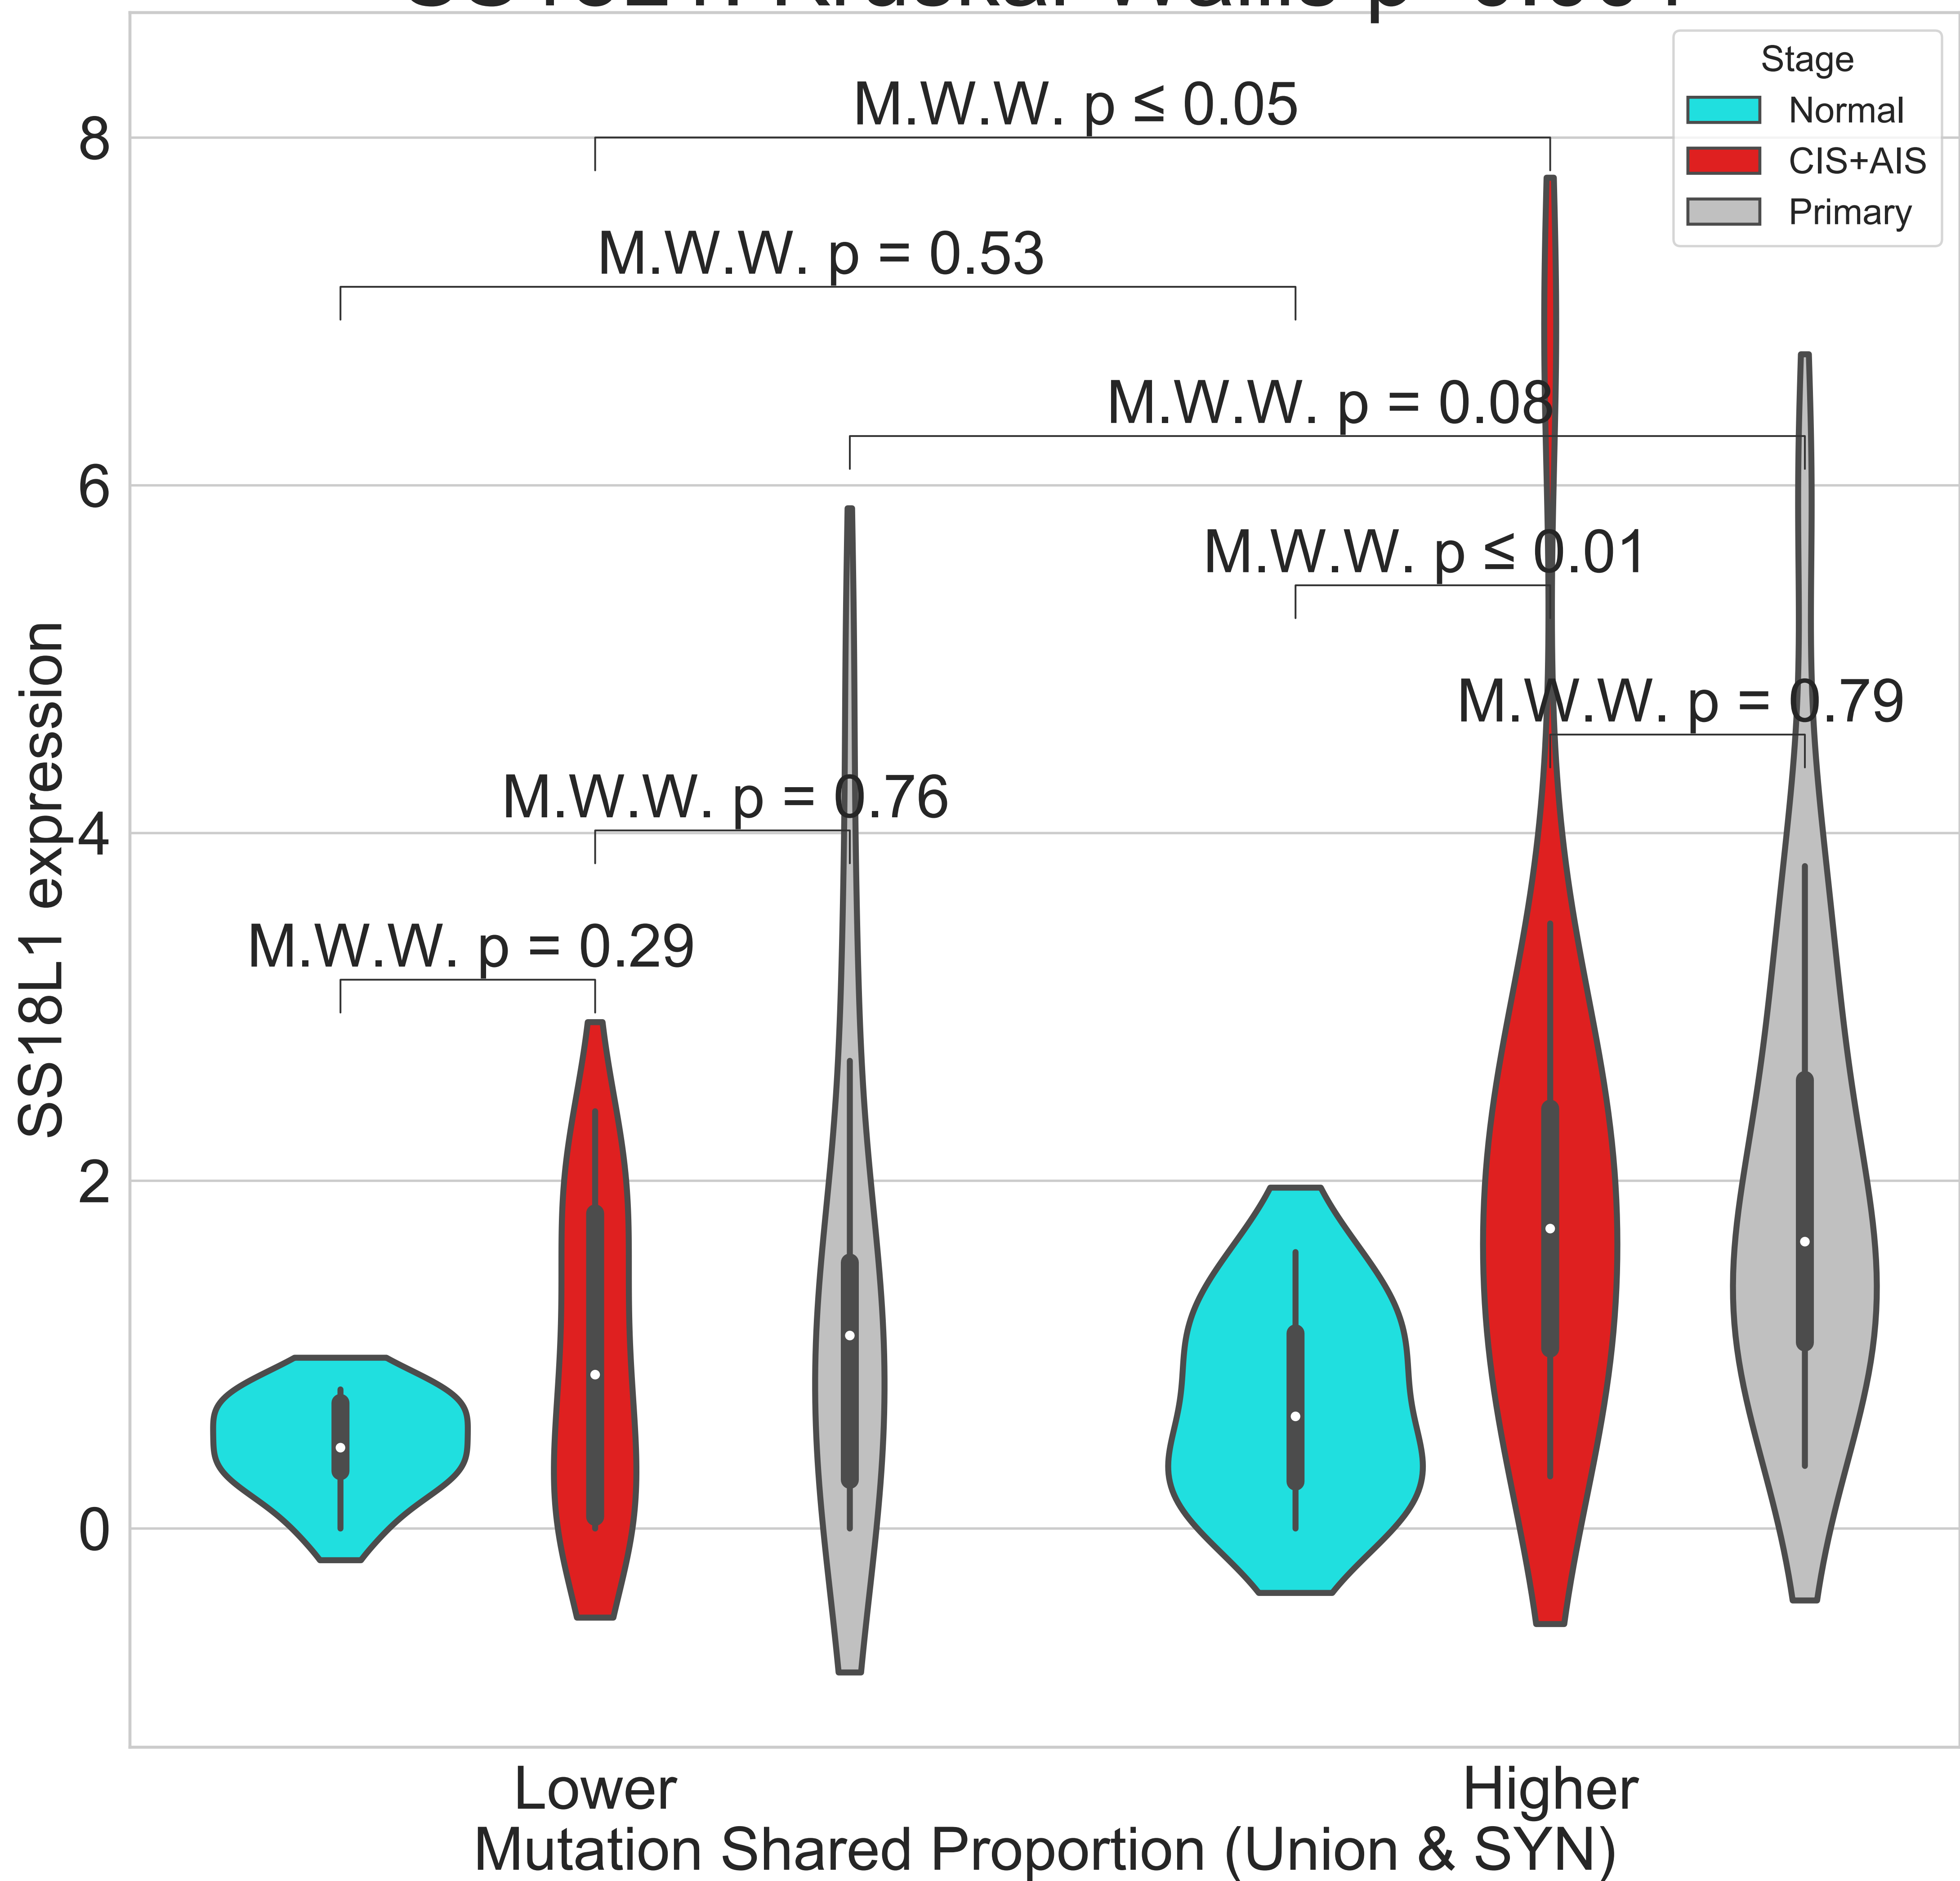 Stage
Normal
CIS+AIS
Primary
M.W.W. p ≤ 0.05
M.W.W. p = 0.53
M.W.W. p = 0.08
M.W.W. p ≤ 0.01
M.W.W. p = 0.79
M.W.W. p = 0.76
M.W.W. p = 0.29
8
6
4
2
0
SS18L1 expression
Lower
Higher
Mutation Shared Proportion (Union & SYN)